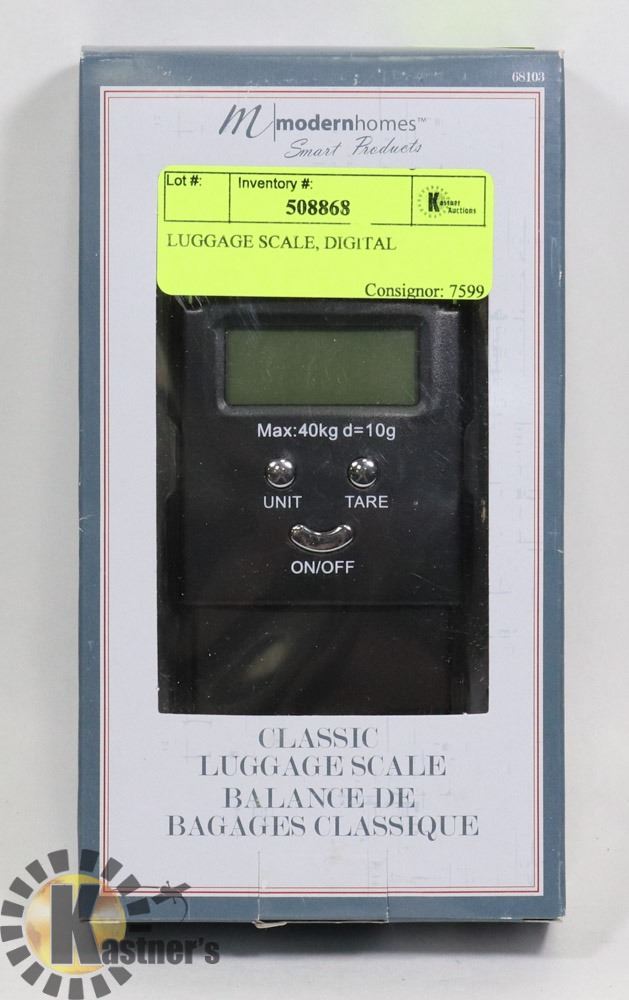 68103
M modernhomes™
Smart Products
Lot #: Inventory #:
508868
Kastner Auctions
LUGGAGE SCALE, DIGITAL
Consignor: 7599
Max:40kg d=10g
UNIT TARE
ON/OFF
CLASSIC
LUGGAGE SCALE
BALANCE DE
BAGAGES CLASSIQUE
68103
Kastner's